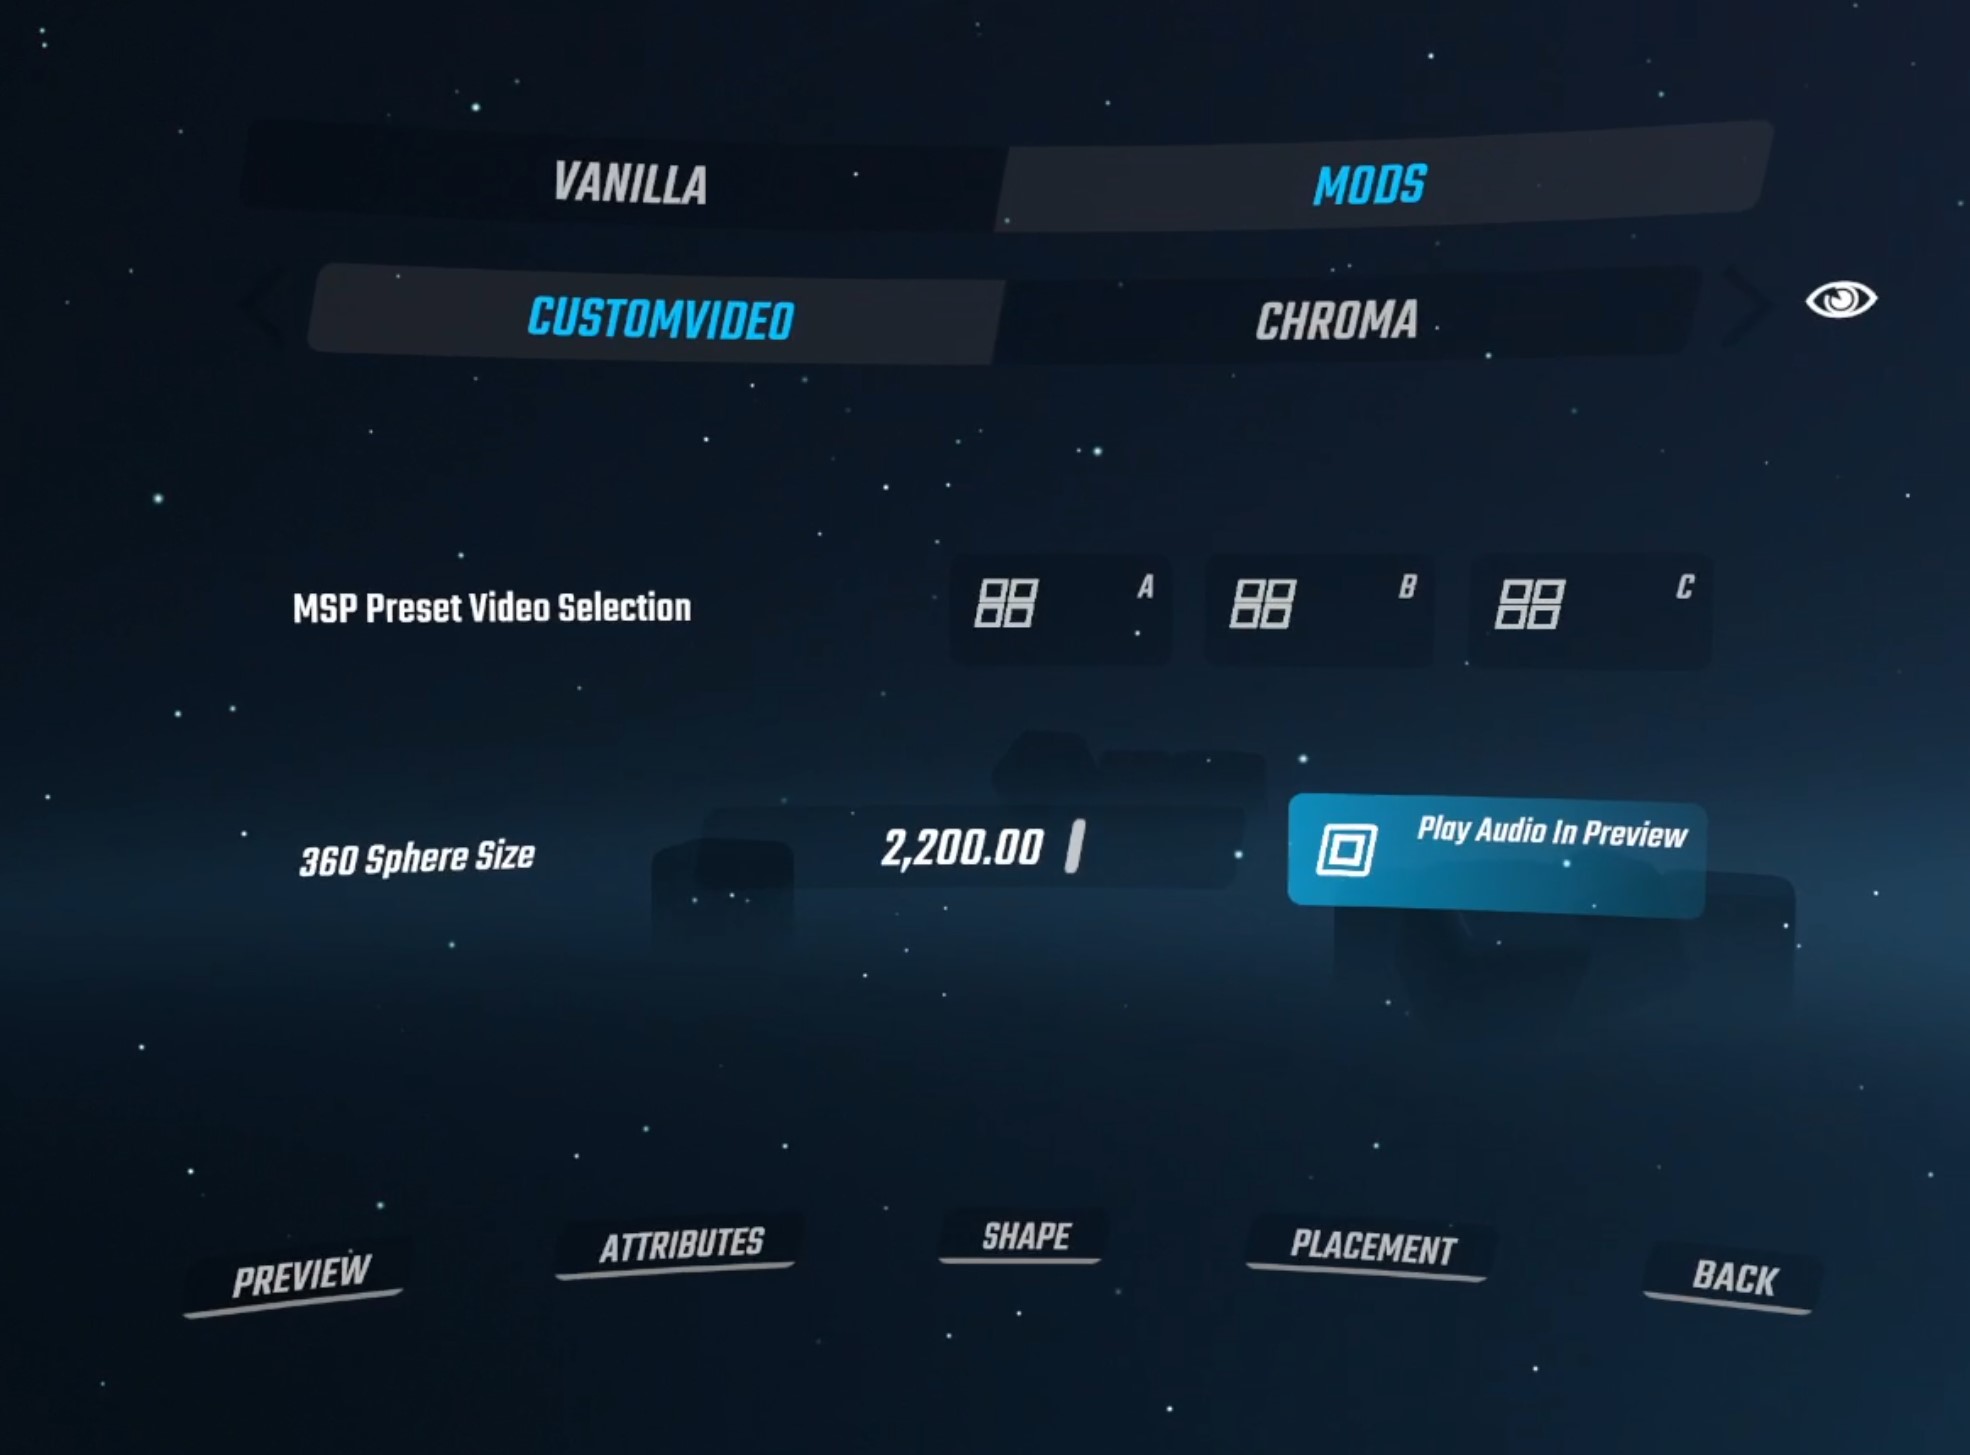 VANILLA
MODS
CUSTOMVIDEO
CHROMA
MSP Preset Video Selection
A
B
C
360 Sphere Size
2,200.00
Play Audio In Preview
PREVIEW
ATTRIBUTES
SHAPE
PLACEMENT
BACK